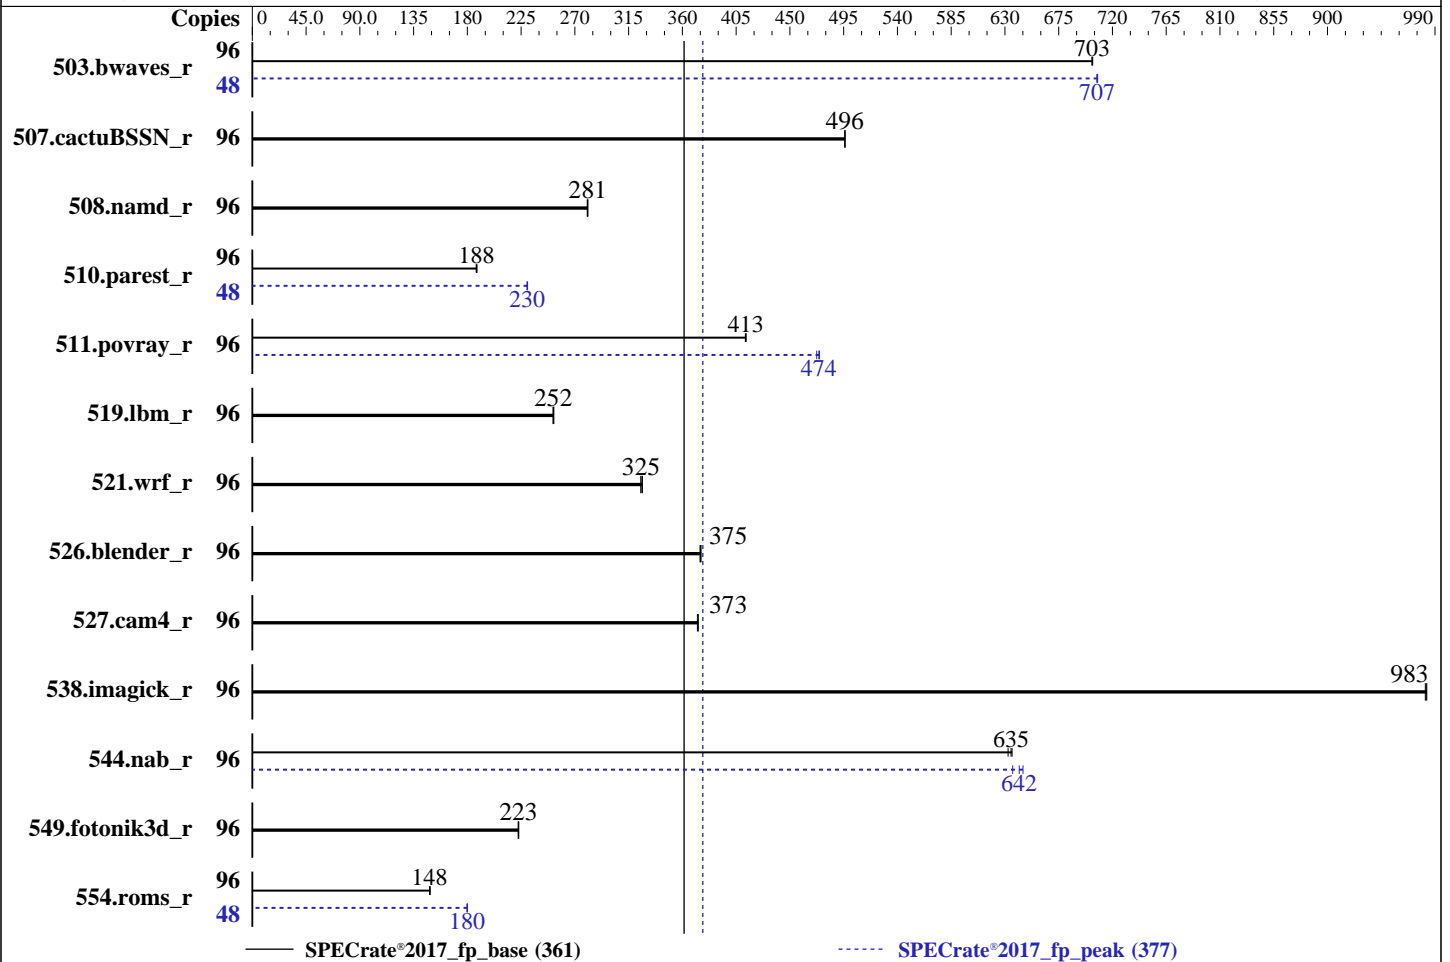 Copies 0 45.0 90.0 135 180 225 270 315 360 405 450 495 540 585 630 675 720 765 810 855 900 990
503.bwaves_r 96 703
48 707
507.cactuBSSN_r 96 496
508.namd_r 96 281
510.parest_r 96 188
48 230
511.povray_r 96 413
474
519.lbm_r 96 252
521.wrf_r 96 325
526.blender_r 96 375
527.cam4_r 96 373
538.imagick_r 96 983
544.nab_r 96 635
642
549.fotonik3d_r 96 223
554.roms_r 96 148
48 180
SPECrate®2017_fp_base (361) SPECrate®2017_fp_peak (377)